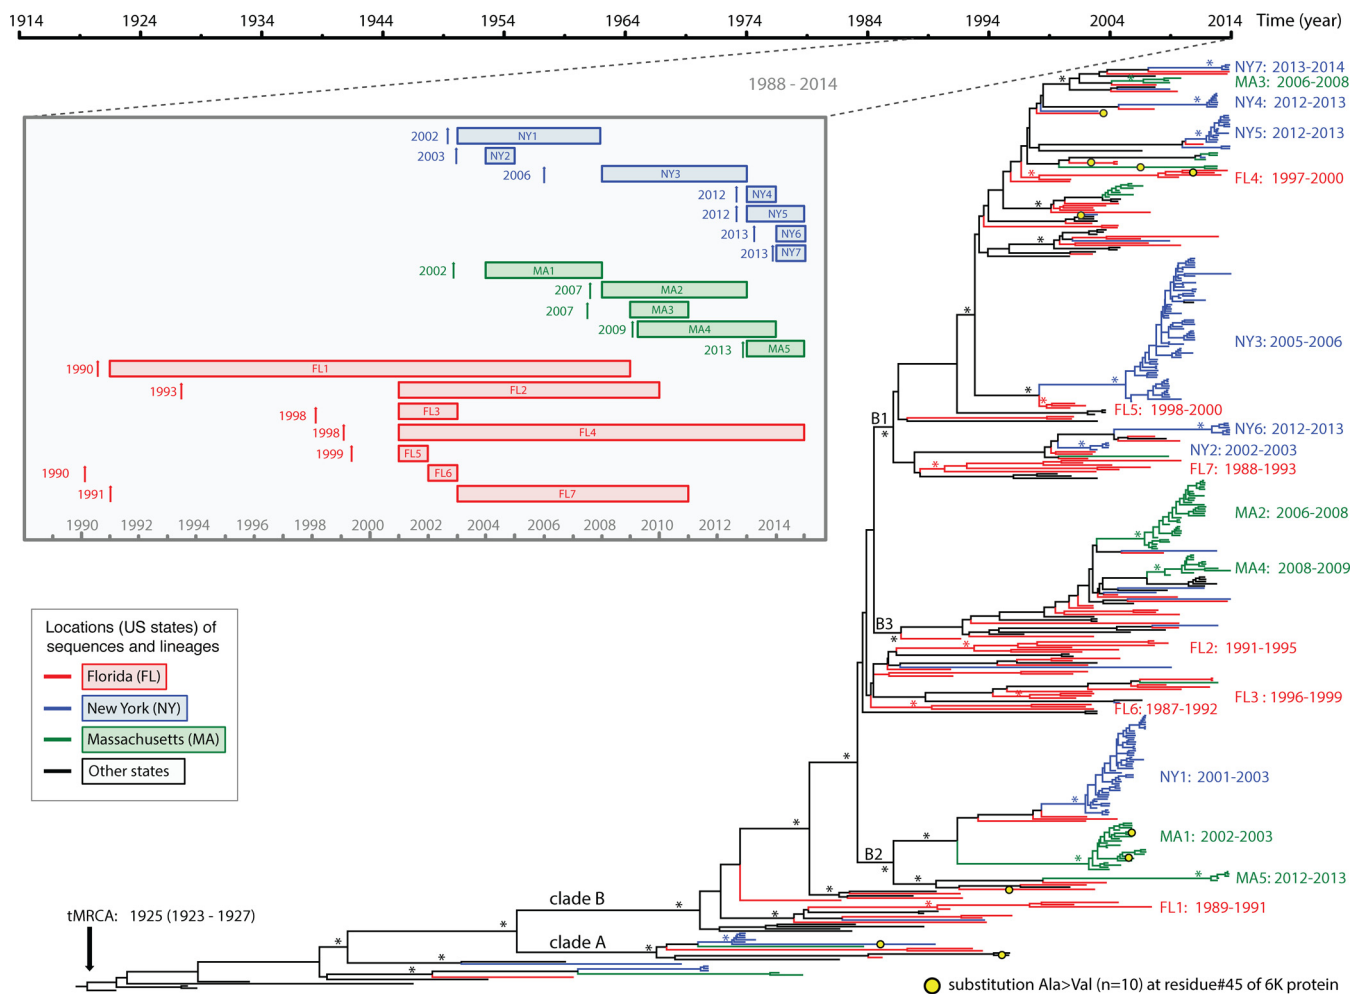 1914 1924 1934 1944 1954 1964 1974 1984 1994 2004 2014 Time (year)
1988 - 2014
2002 NY1
2003 NY2
2006 NY3
2012 NY4
2012 NY5
2013 NY6
2013 NY7
2002 MA1
2007 MA2
2007 MA3
2009 MA4
2013 MA5
1990 FL1
1993 FL2
1998 FL3
1998 FL4
1999 FL5
1990 FL6
1991 FL7
1990 1992 1994 1996 1998 2000 2002 2004 2006 2008 2010 2012 2014
Locations (US states) of
sequences and lineages
Florida (FL)
New York (NY)
Massachusetts (MA)
Other states
NY7: 2013-2014
MA3: 2006-2008
NY4: 2012-2013
NY5: 2012-2013
FL4: 1997-2000
NY3: 2005-2006
FL5: 1998-2000
B1
NY6: 2012-2013
NY2: 2002-2003
FL7: 1988-1993
MA2: 2006-2008
MA4: 2008-2009
B3
FL2: 1991-1995
FL3 : 1996-1999
FL6: 1987-1992
NY1: 2001-2003
MA1: 2002-2003
B2
MA5: 2012-2013
clade B
FL1: 1989-1991
tMRCA: 1925 (1923 - 1927)
clade A
substitution Ala>Val (n=10) at residue#45 of 6K protein